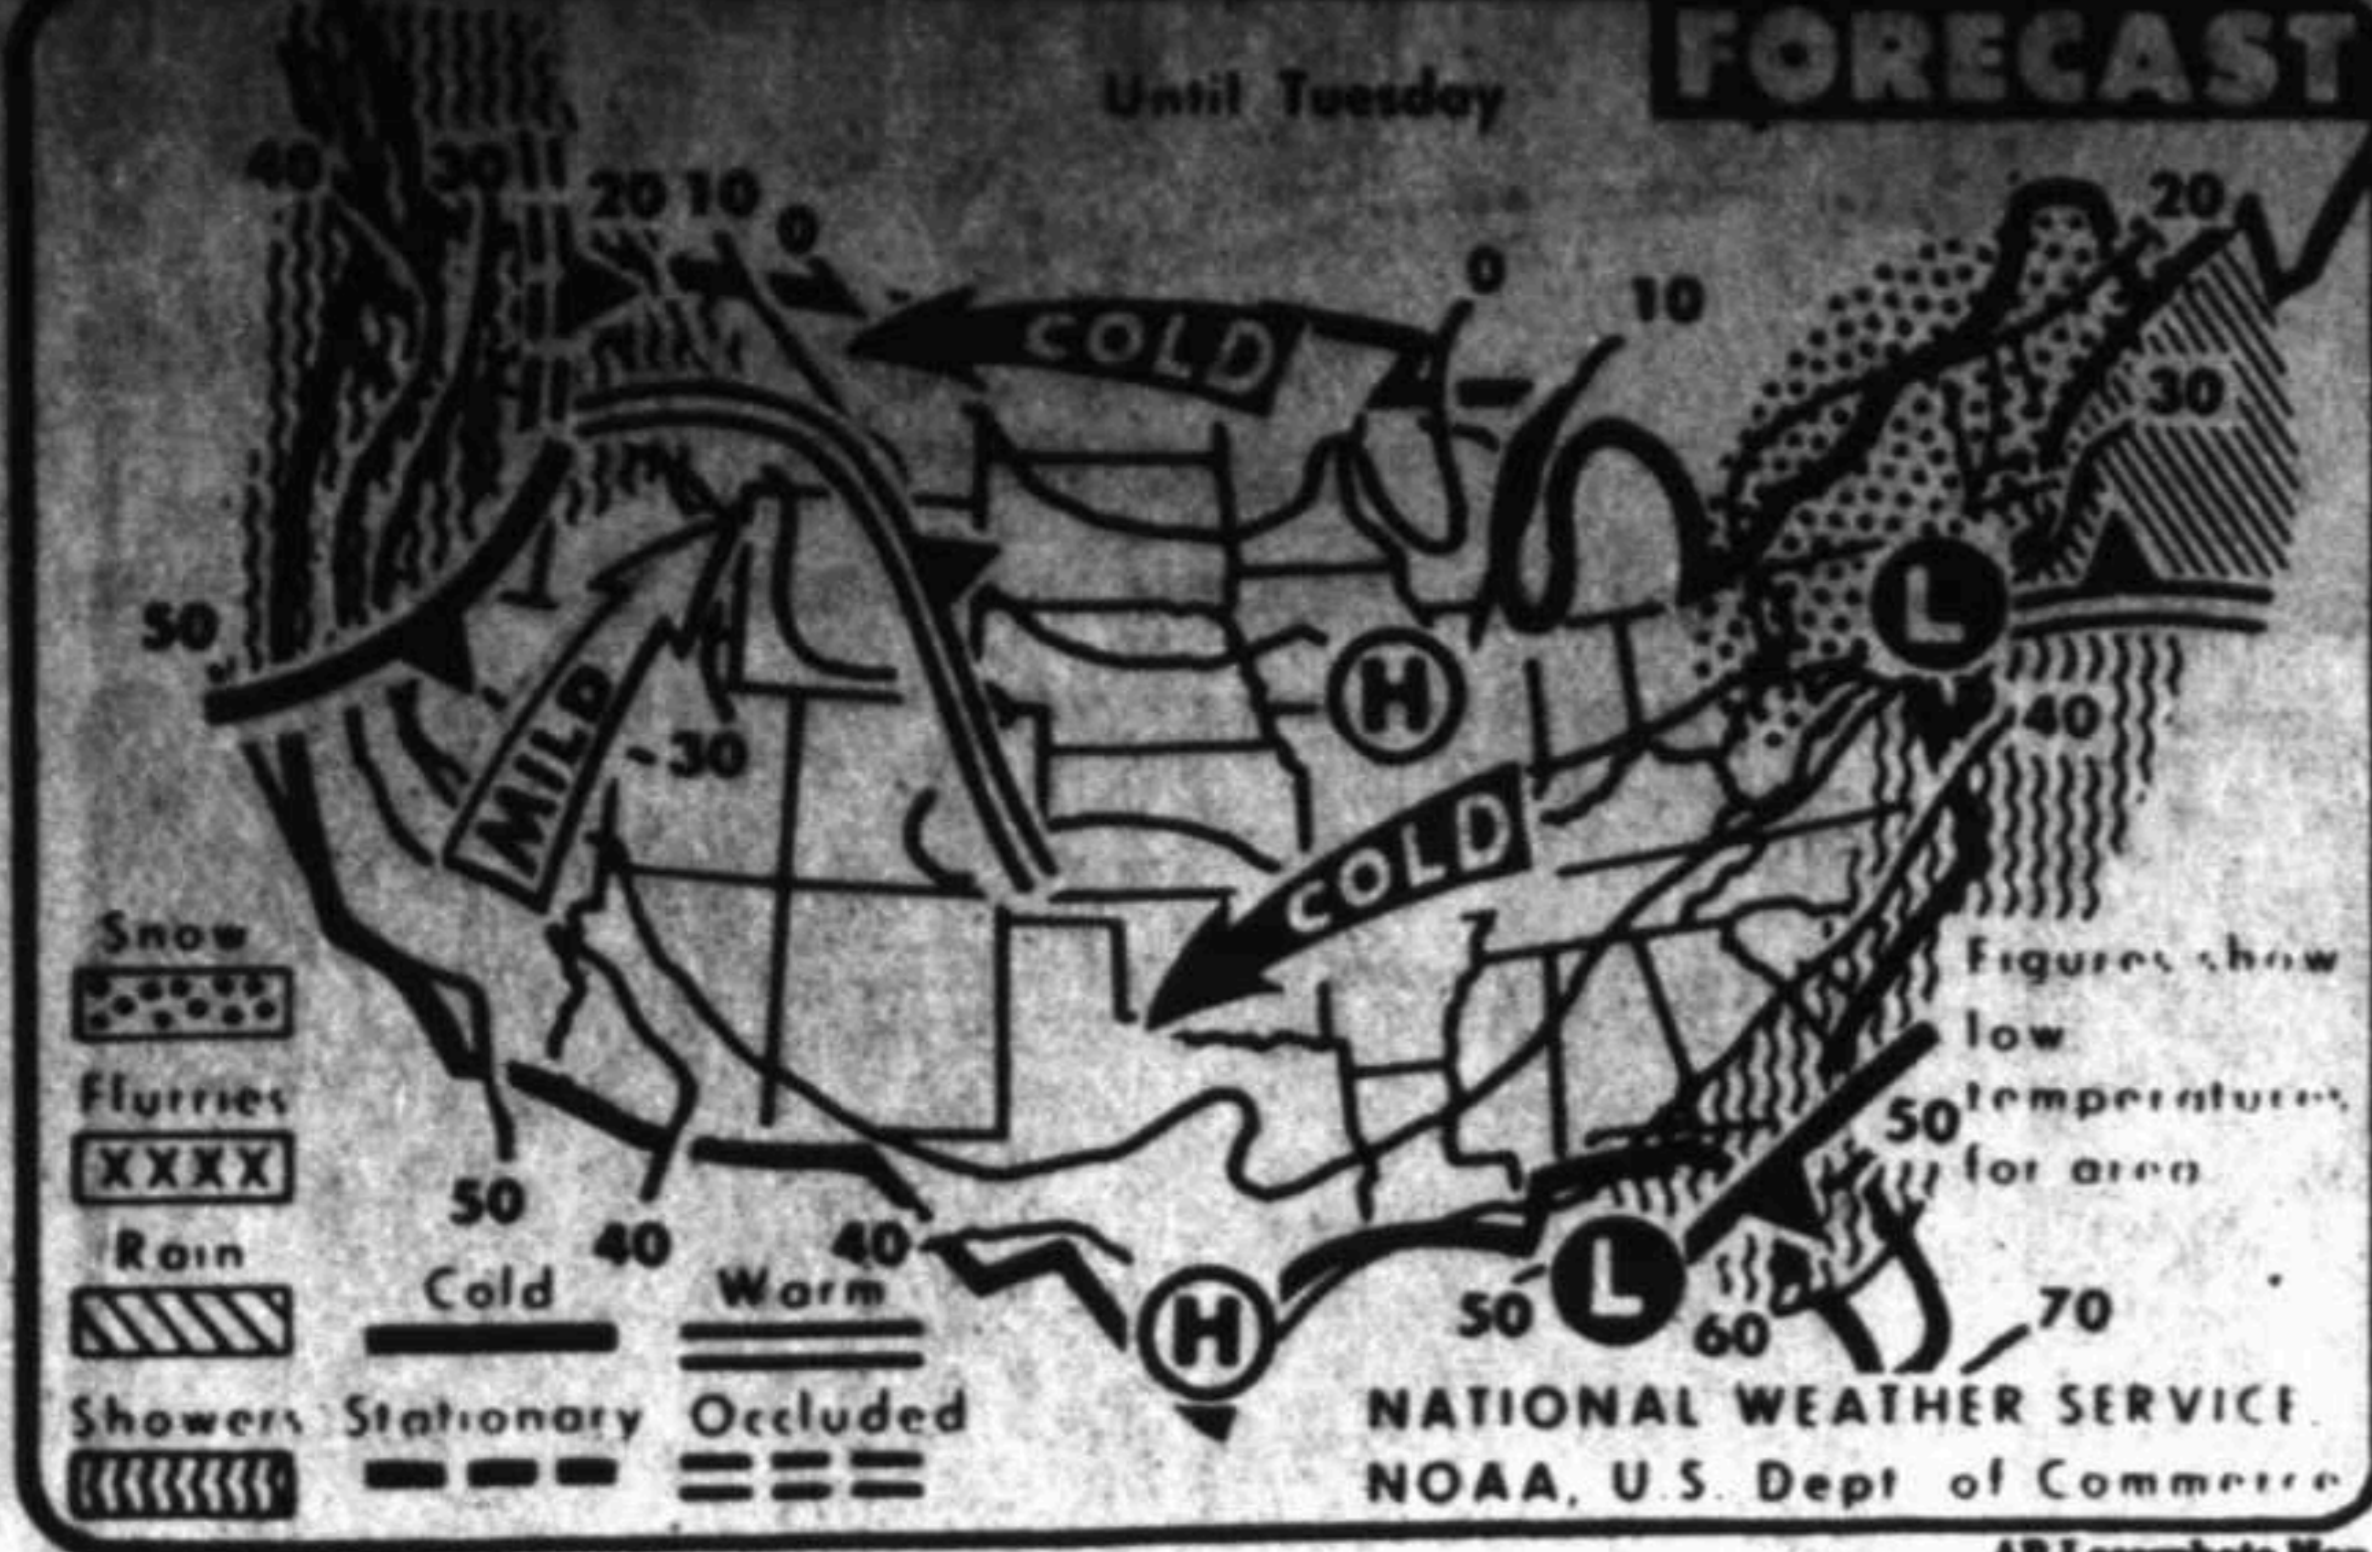 FORECAST
Until Tuesday
40 30 20 10 0
COLD
0
10
20
30
50
MILD
30
L
H
40
COLD
Figures show
low
temperatures
for area
50
Snow
Flurries
XXXX
Rain
Showers
50
40
40
Cold
Warm
Stationary
Occluded
H
50
L
60
70
NATIONAL WEATHER SERVICE
NOAA, U.S. Dept of Commerce